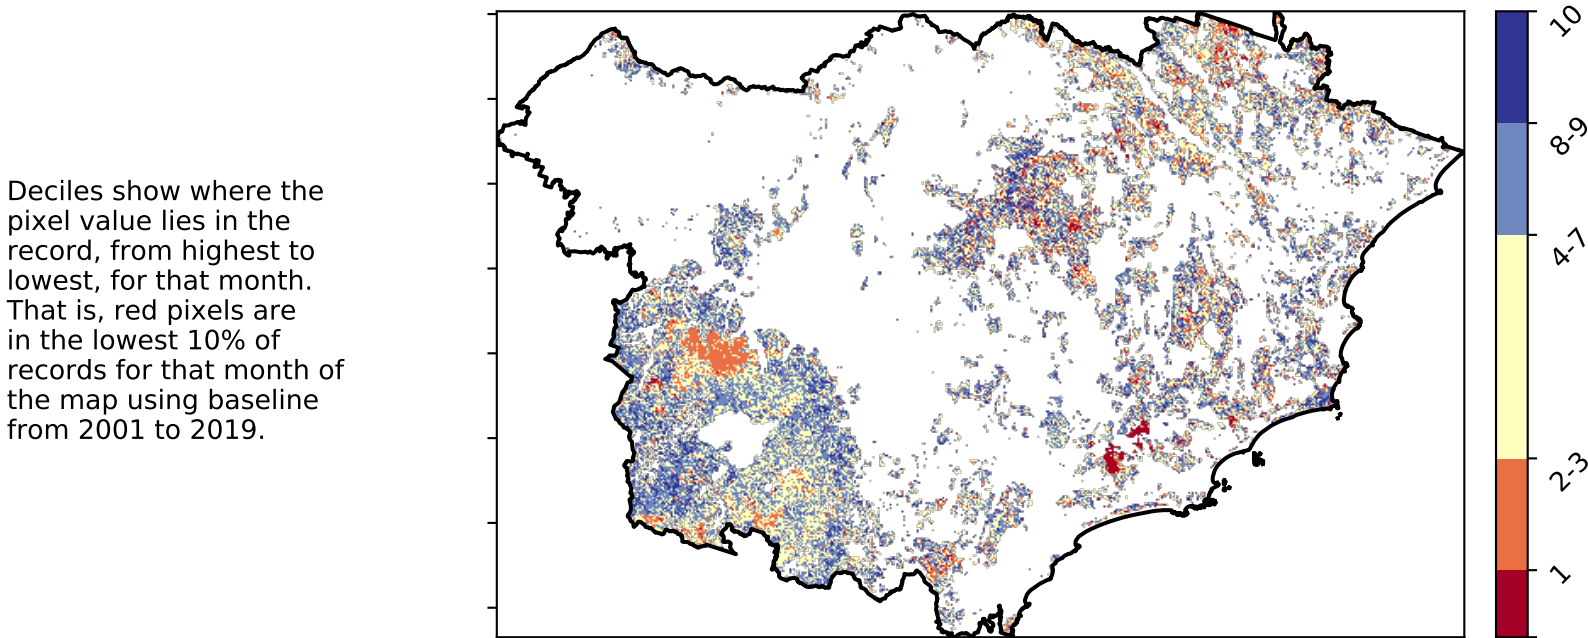 Deciles show where the
pixel value lies in the
record, from highest to
lowest, for that month.
That is, red pixels are
in the lowest 10% of
records for that month of
the map using baseline
from 2001 to 2019.
10
8-9
4-7
2-3
1